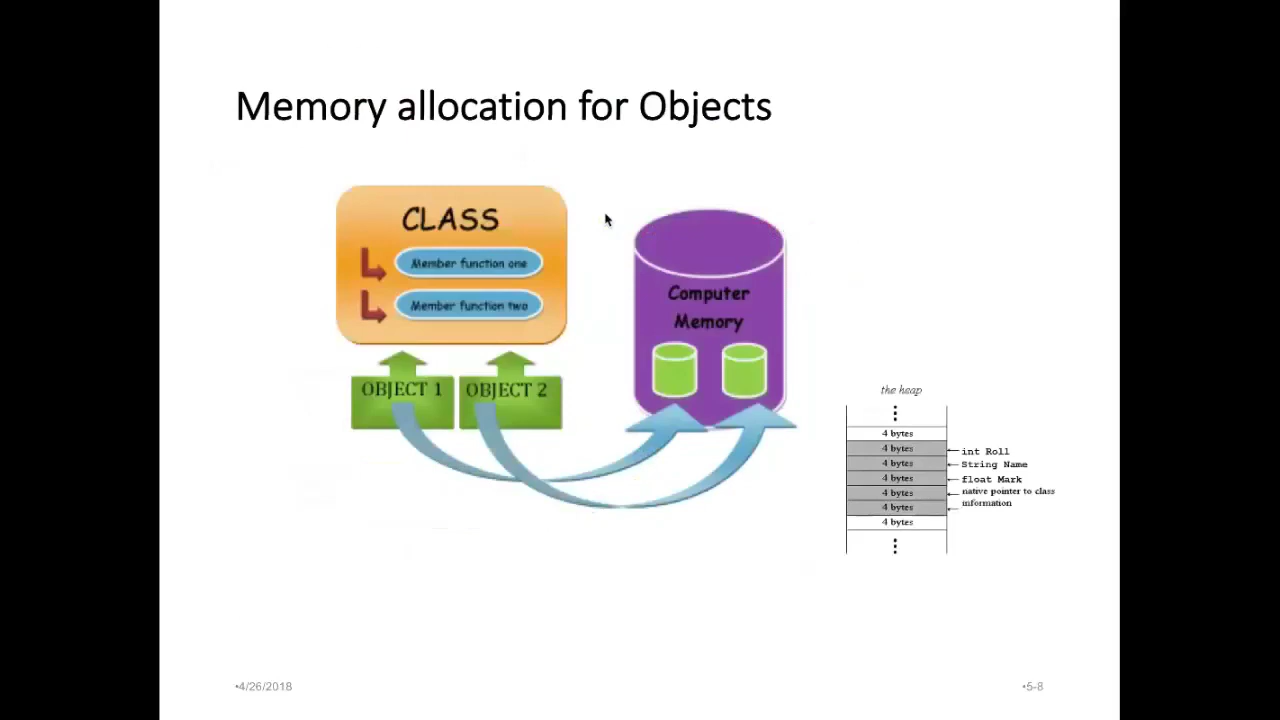 Memory allocation for Objects
CLASS
Member function one
Member function two
OBJECT 1
OBJECT 2
Computer
Memory
the heap
4 bytes
4 bytes
int Roll
4 bytes
String Name
4 bytes
float Mark
4 bytes
native pointer to class
information
4 bytes
4 bytes
•4/26/2018
•5-8